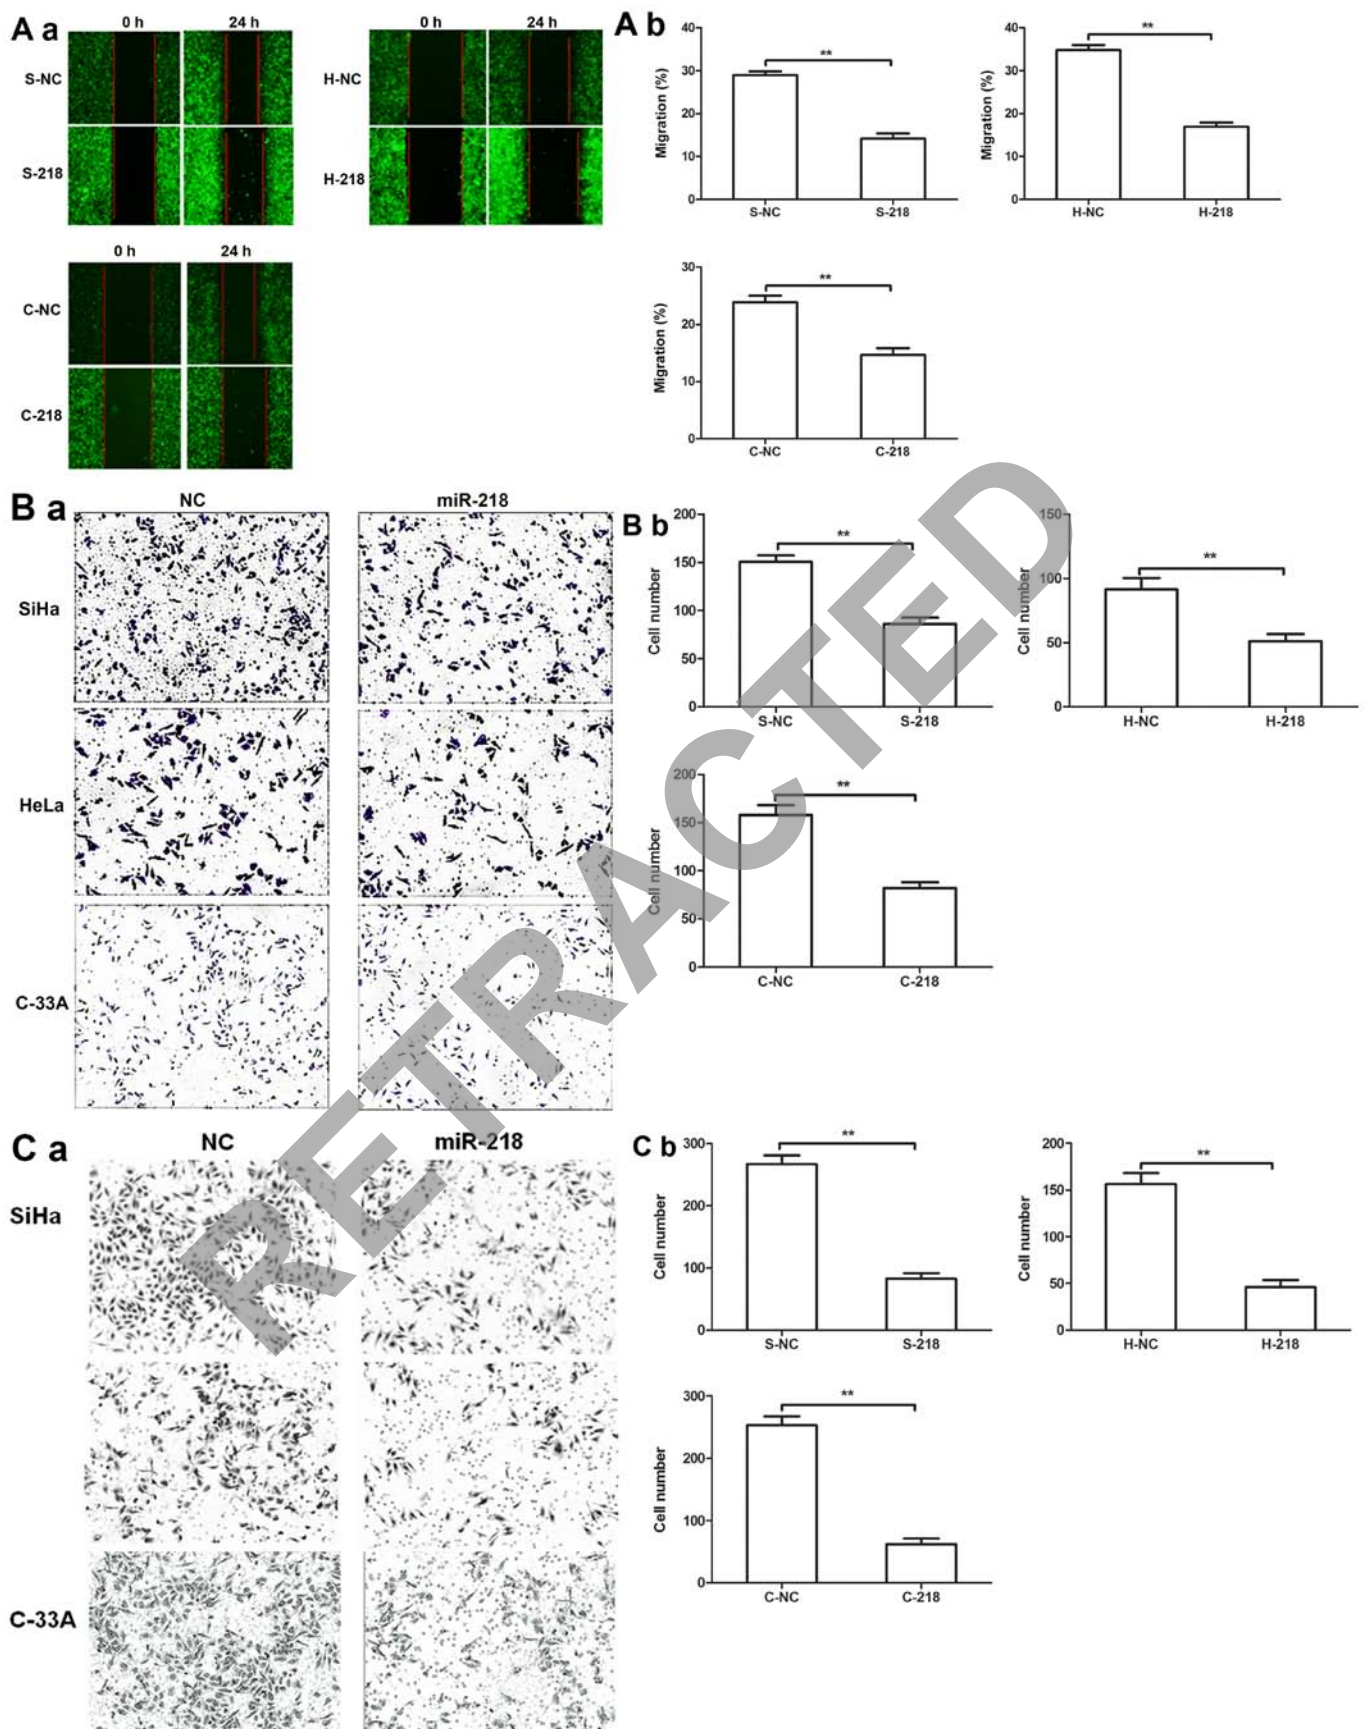 A a
0 h 24 h
S-NC
S-218
0 h 24 h
H-NC
H-218
0 h 24 h
C-NC
C-218
A b
Migration (%)
40
30
20
10
0
**
S-NC S-218
Migration (%)
40
30
20
10
0
**
H-NC H-218
Migration (%)
30
20
10
0
**
C-NC C-218
B a
NC miR-218
SiHa
HeLa
C-33A
B b
Cell number
200
150
100
50
0
**
S-NC S-218
Cell number
150
100
50
0
**
H-NC H-218
Cell number
200
150
100
50
0
**
C-NC C-218
C a
NC miR-218
SiHa
C-33A
C b
Cell number
300
200
100
0
**
S-NC S-218
Cell number
200
150
100
50
0
**
H-NC H-218
Cell number
300
200
100
0
**
C-NC C-218
RETRACTED